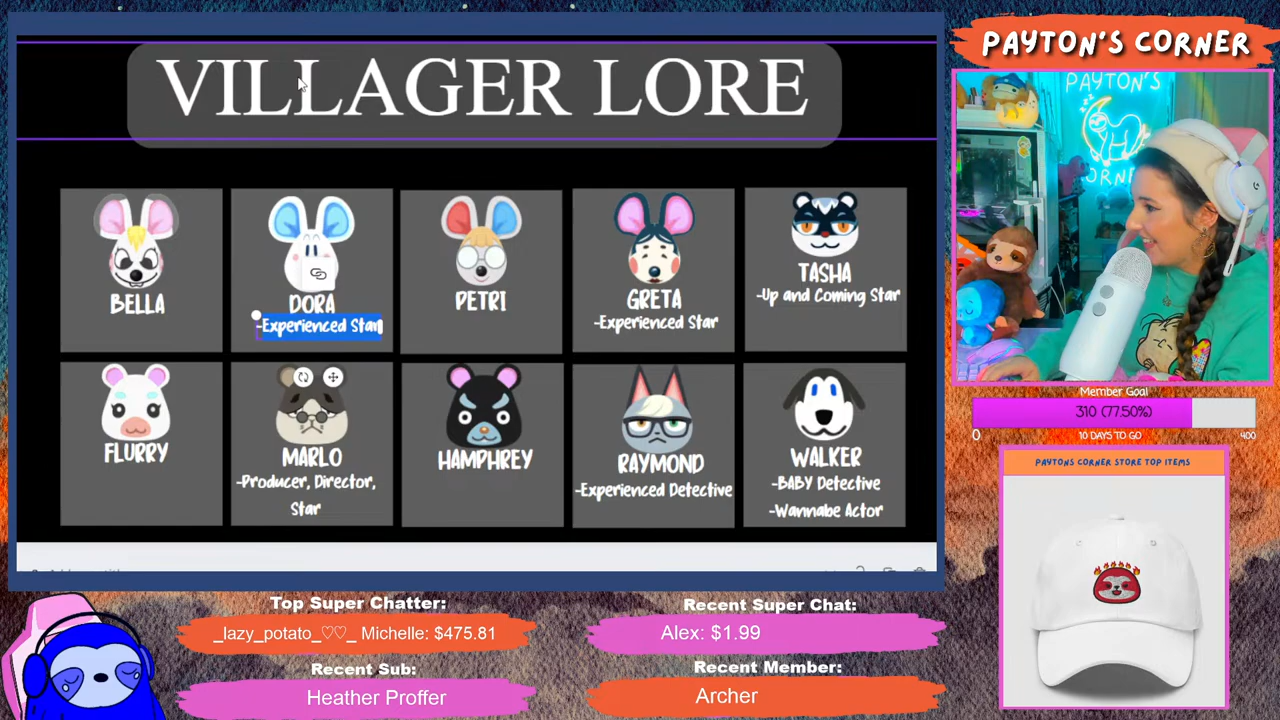 VILLAGER LORE
BELLA
DORA
-Experienced Star
PETRI
GRETA
-Experienced Star
TASHA
-Up and Coming Star
FLURRY
MARLO
-Producer, Director,
Star
HAMPHREY
RAYMOND
-Experienced Detective
WALKER
-BABY Detective
-Wannabe Actor
PAYTON'S CORNER
PAYTON'S
Member Goal
310 (77.50%)
0
10 DAYS TO GO
400
PAYTONS CORNER STORE TOP ITEMS
Top Super Chatter:
_lazy_potato_♡♡_ Michelle: $475.81
Recent Sub:
Heather Proffer
Recent Super Chat:
Alex: $1.99
Recent Member:
Archer